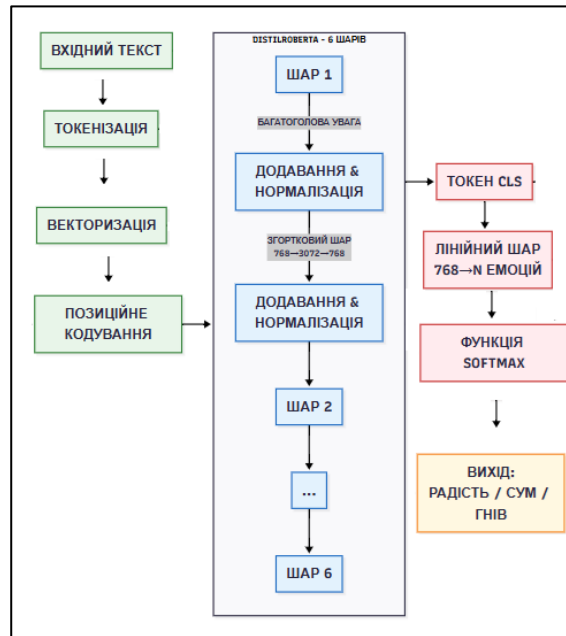 ВХІДНИЙ ТЕКСТ
ТОКЕНІЗАЦІЯ
ВЕКТОРИЗАЦІЯ
ПОЗИЦІЙНЕ
КОДУВАННЯ
DISTILROBERTA - 6 ШАРІВ
ШАР 1
БАГАТОГОЛОВА УВАГА
ДОДАВАННЯ &
НОРМАЛІЗАЦІЯ
ЗГОРТКОВИЙ ШАР
768→3072→768
ДОДАВАННЯ &
НОРМАЛІЗАЦІЯ
ШАР 2
...
ШАР 6
ТОКЕН CLS
ЛІНІЙНИЙ ШАР
768→N ЕМОЦІЙ
ФУНКЦІЯ
SOFTMAX
ВИХІД:
РАДІСТЬ / СУМ /
ГНІВ